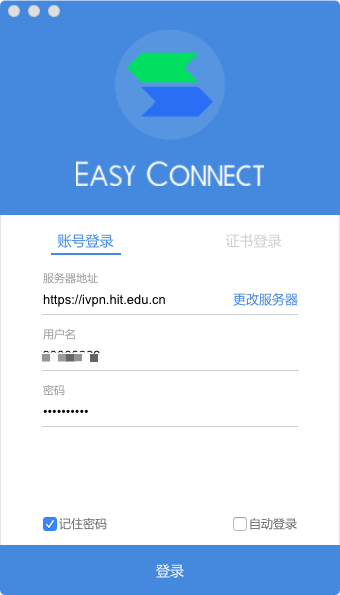 EASY CONNECT
账号登录 证书登录
服务器地址
https://ivpn.hit.edu.cn 更改服务器
用户名
密码
••••••••••
记住密码 自动登录
登录